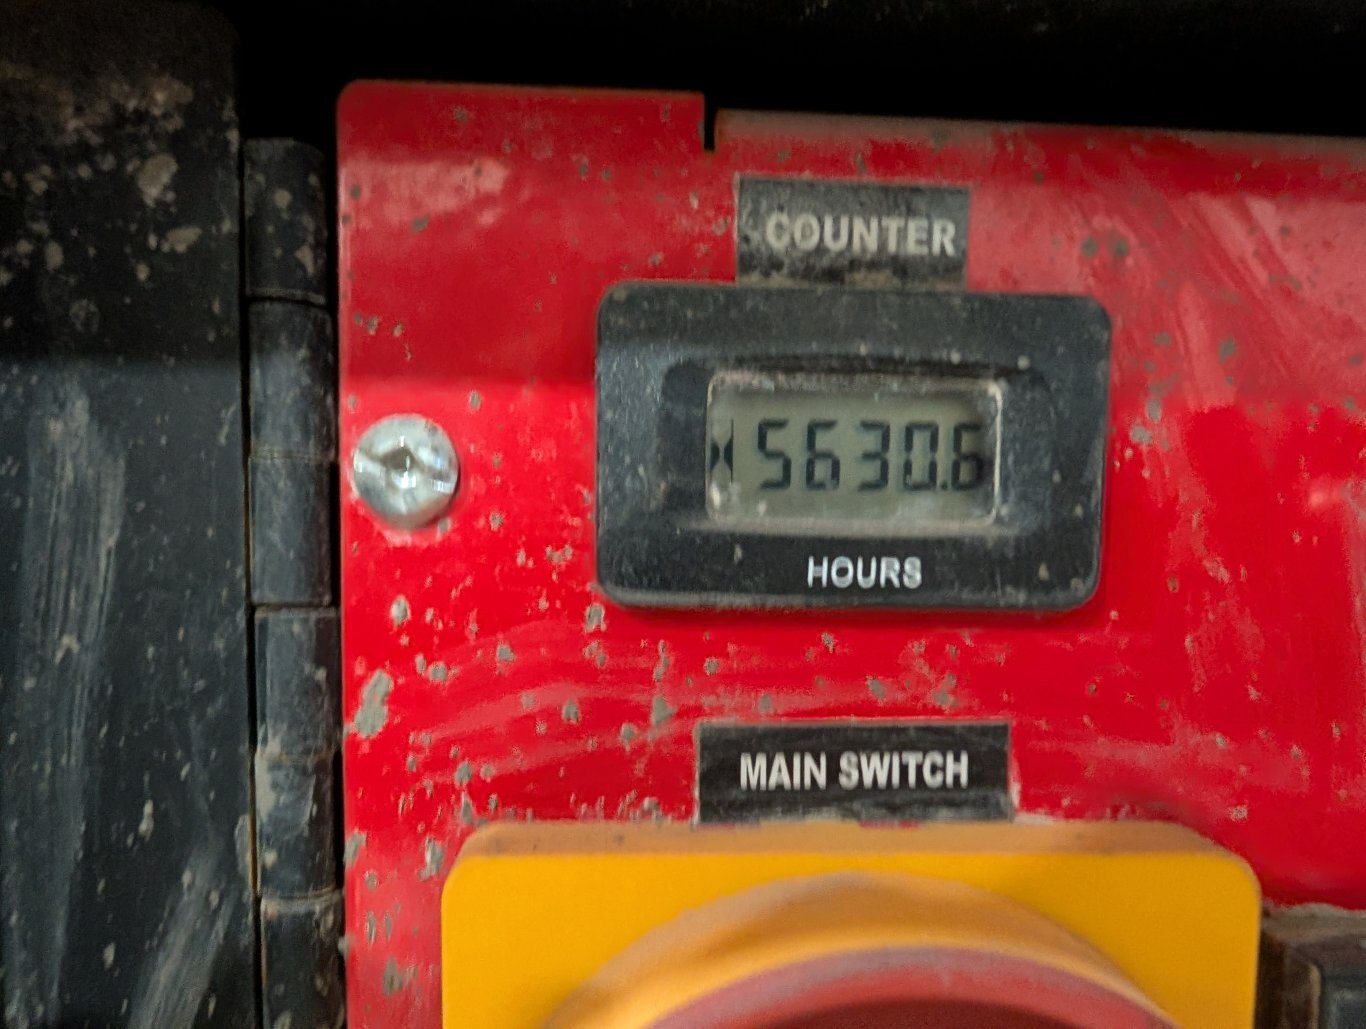 COUNTER
5630.6
HOURS
MAIN SWITCH